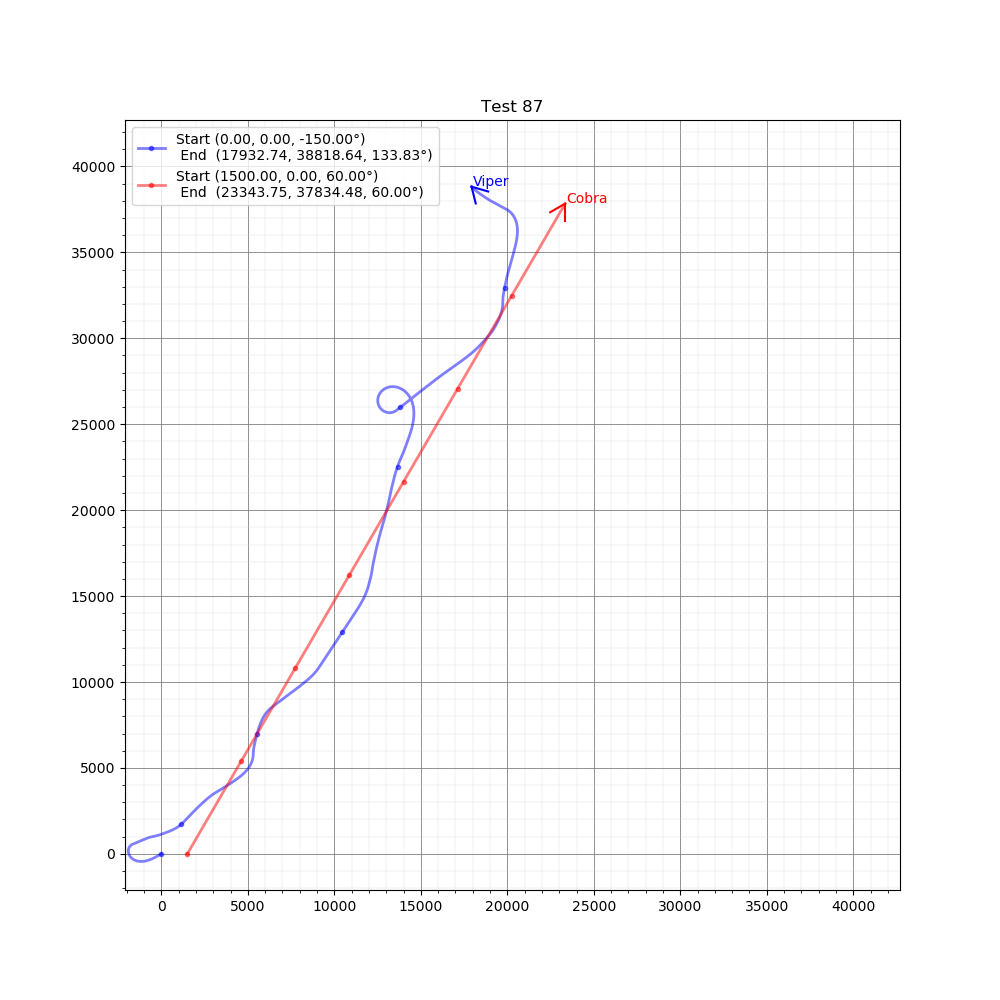 Test 87
Start (0.00, 0.00, -150.00°)
End (17932.74, 38818.64, 133.83°)
Start (1500.00, 0.00, 60.00°)
End (23343.75, 37834.48, 60.00°)
Viper
Cobra
40000
35000
30000
25000
20000
15000
10000
5000
0
0 5000 10000 15000 20000 25000 30000 35000 40000